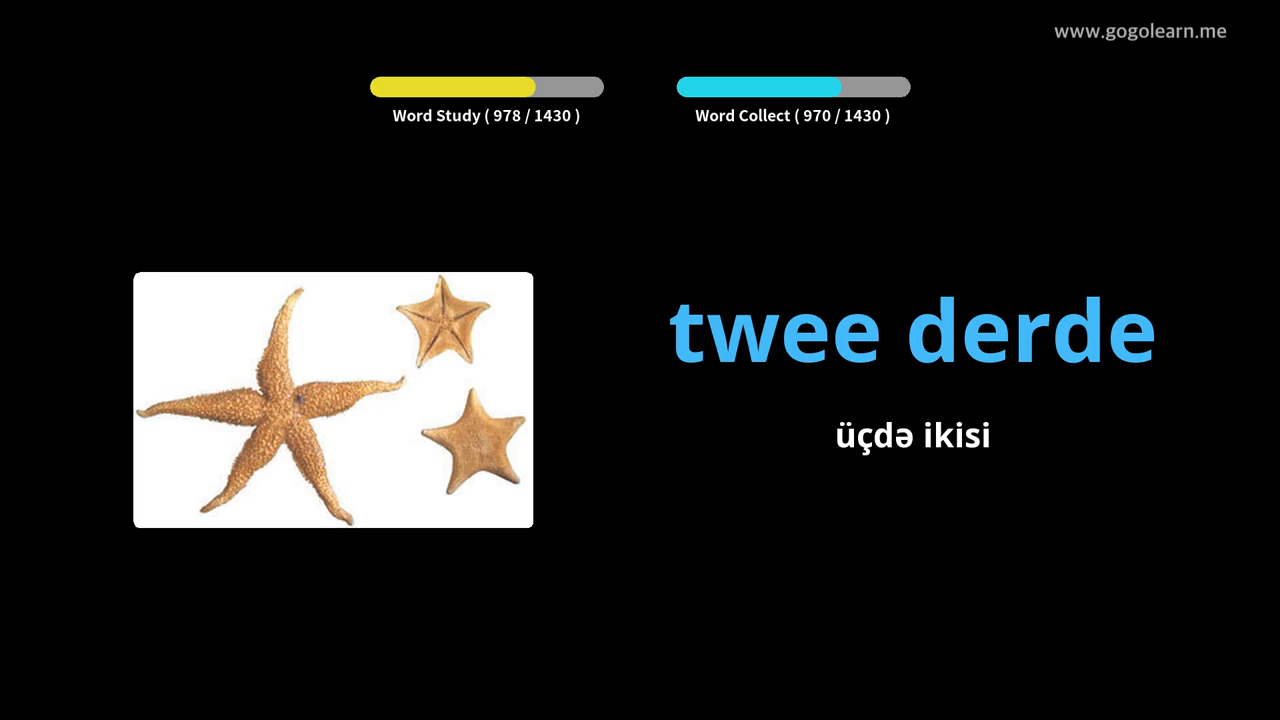 www.gogolearn.me
Word Study ( 978 / 1430 )
Word Collect ( 970 / 1430 )
twee derde
üçdə ikisi